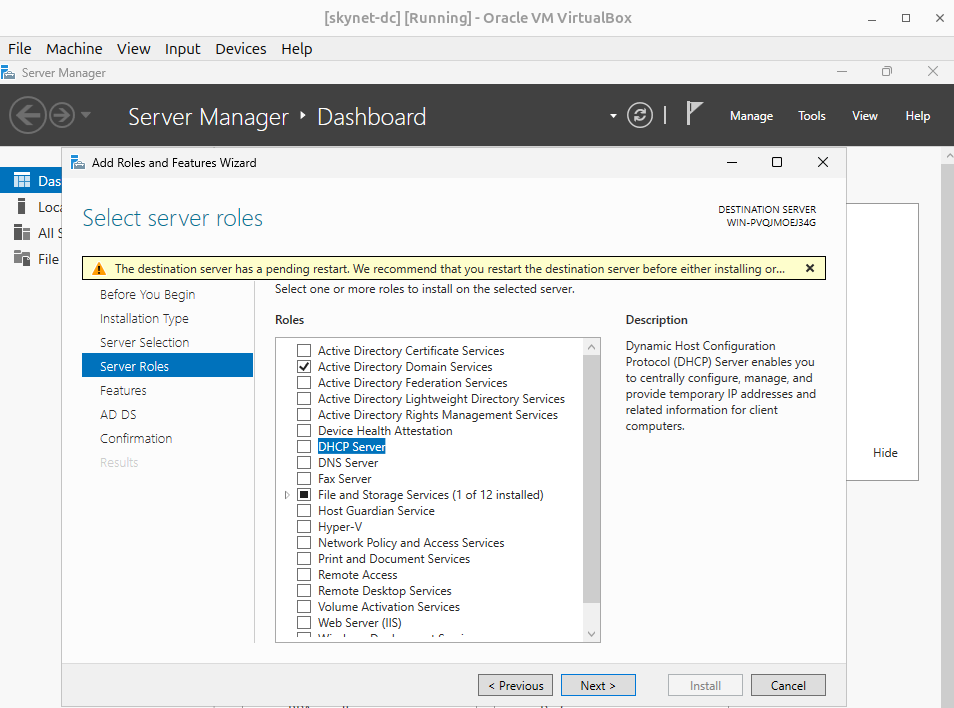 [skynet-dc] [Running] - Oracle VM VirtualBox
File Machine View Input Devices Help
Server Manager
Server Manager Dashboard
Manage Tools View Help
Add Roles and Features Wizard
Das
Loca
All S
File
Select server roles
DESTINATION SERVER
WIN-PVQJMOEJ34G
The destination server has a pending restart. We recommend that you restart the destination server before either installing or...
Before You Begin
Installation Type
Server Selection
Server Roles
Features
AD DS
Confirmation
Results
Select one or more roles to install on the selected server.
Roles
Active Directory Certificate Services
Active Directory Domain Services
Active Directory Federation Services
Active Directory Lightweight Directory Services
Active Directory Rights Management Services
Device Health Attestation
DHCP Server
DNS Server
Fax Server
File and Storage Services (1 of 12 installed)
Host Guardian Service
Hyper-V
Network Policy and Access Services
Print and Document Services
Remote Access
Remote Desktop Services
Volume Activation Services
Web Server (IIS)
Description
Dynamic Host Configuration
Protocol (DHCP) Server enables you
to centrally configure, manage, and
provide temporary IP addresses and
related information for client
computers.
Hide
< Previous
Next >
Install
Cancel